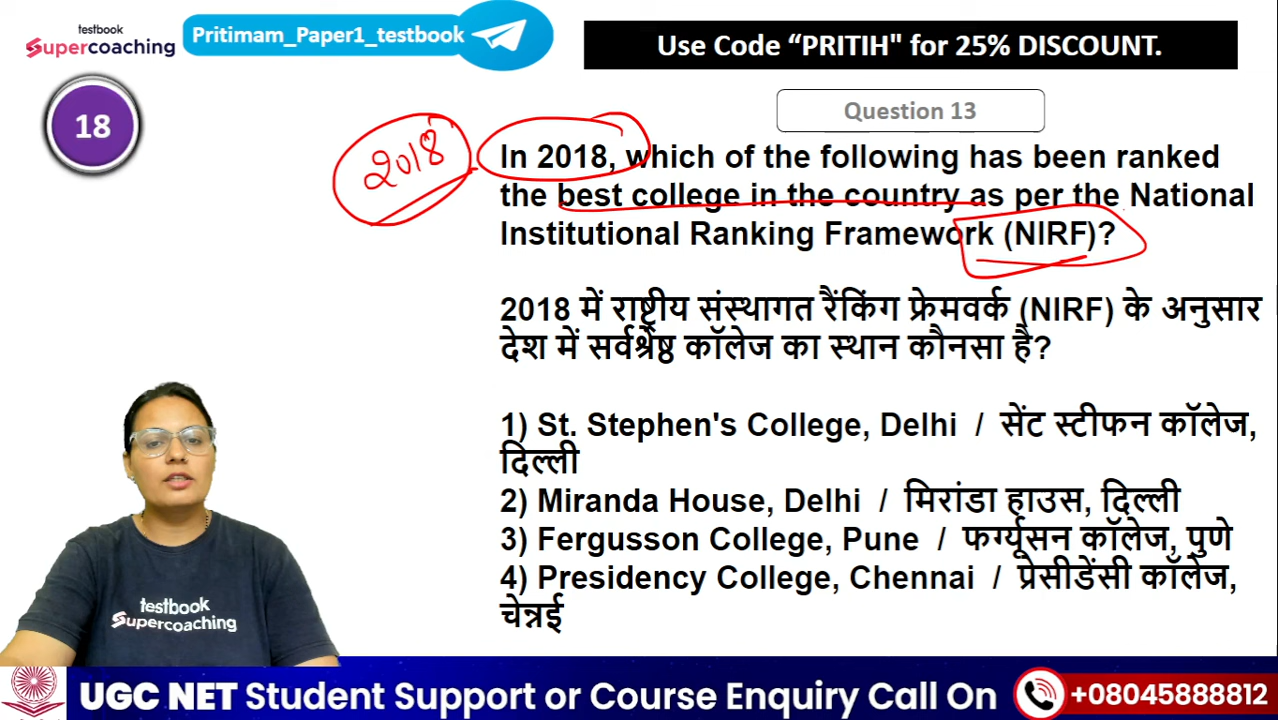 testbook
Supercoaching
Pritimam_Paper1_testbook
Use Code “PRITIH" for 25% DISCOUNT.
18
Question 13
2018
In 2018, which of the following has been ranked
the best college in the country as per the National
Institutional Ranking Framework (NIRF)?
2018 में राष्ट्रीय संस्थागत रैंकिंग फ्रेमवर्क (NIRF) के अनुसार
देश में सर्वश्रेष्ठ कॉलेज का स्थान कौनसा है?
1) St. Stephen's College, Delhi / सेंट स्टीफन कॉलेज,
दिल्ली
2) Miranda House, Delhi / मिरांडा हाउस, दिल्ली
3) Fergusson College, Pune / फर्ग्यूसन कॉलेज, पुणे
4) Presidency College, Chennai / प्रेसीडेंसी कॉलेज,
चेन्नई
testbook
Supercoaching
UGC NET Student Support or Course Enquiry Call On
+08045888812